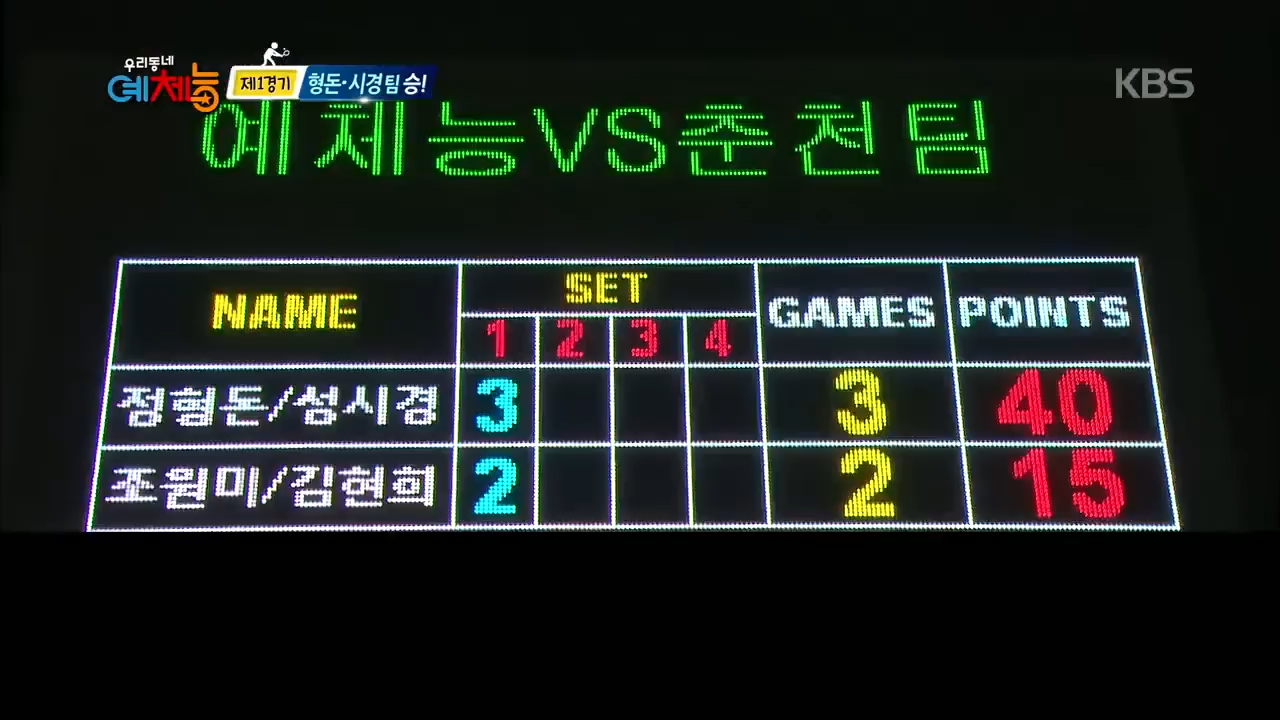 우리동네
예체능
제1경기 형돈·시경팀 승!
KBS
예체능VS춘천팀
NAME SET GAMES POINTS
1 2 3 4
정형돈/성시경 3 3 40
조원미/김현희 2 2 15